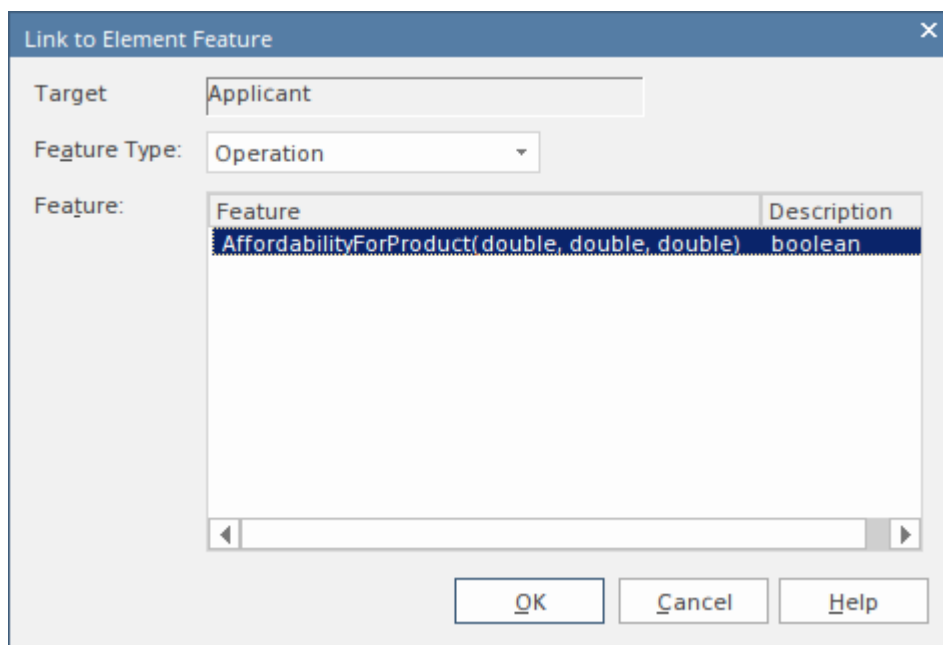 Link to Element Feature
Target Applicant
Feature Type: Operation
Feature: Feature Description
AffordabilityForProduct(double, double, double) boolean
OK Cancel Help